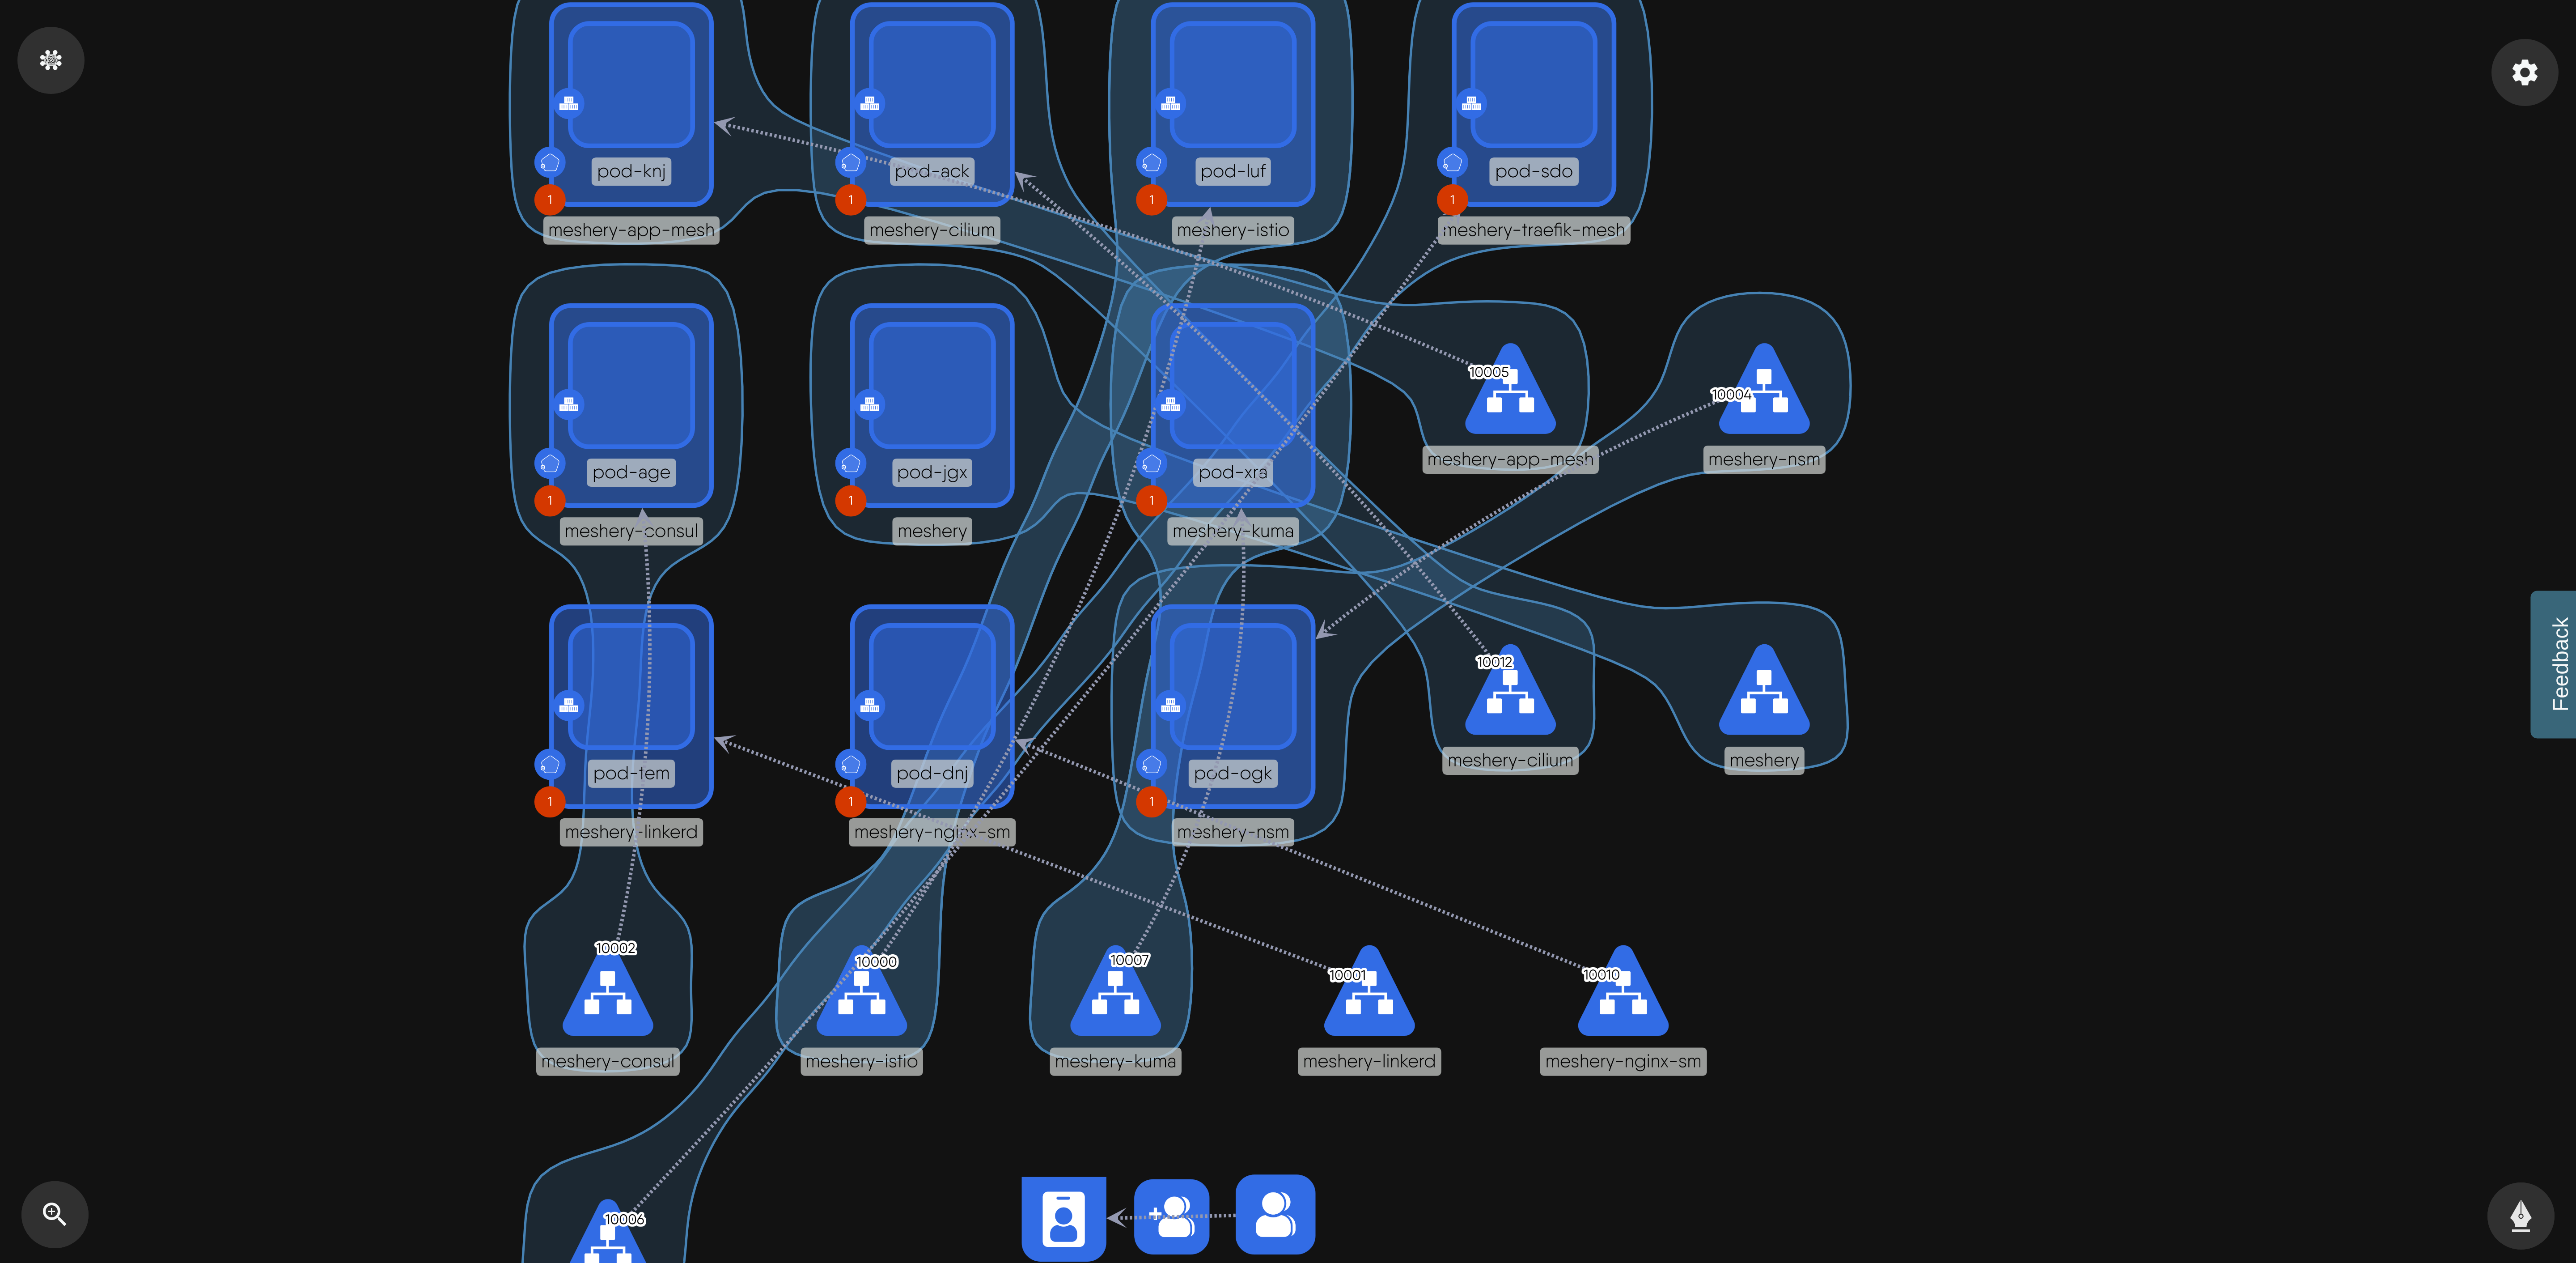 pod-knj
pod-ack
pod-luf
pod-sdo
1
1
1
1
meshery-app-mesh
meshery-cilium
meshery-istio
meshery-traefik-mesh
10005
10004
pod-age
pod-jgx
pod-xra
meshery-app-mesh
meshery-nsm
1
1
1
meshery-consul
meshery
meshery-kuma
10012
pod-tem
pod-dnj
pod-ogk
meshery-cilium
meshery
1
1
1
meshery-linkerd
meshery-nginx-sm
meshery-nsm
10002
10000
10007
10001
10010
meshery-consul
meshery-istio
meshery-kuma
meshery-linkerd
meshery-nginx-sm
10006
Feedback